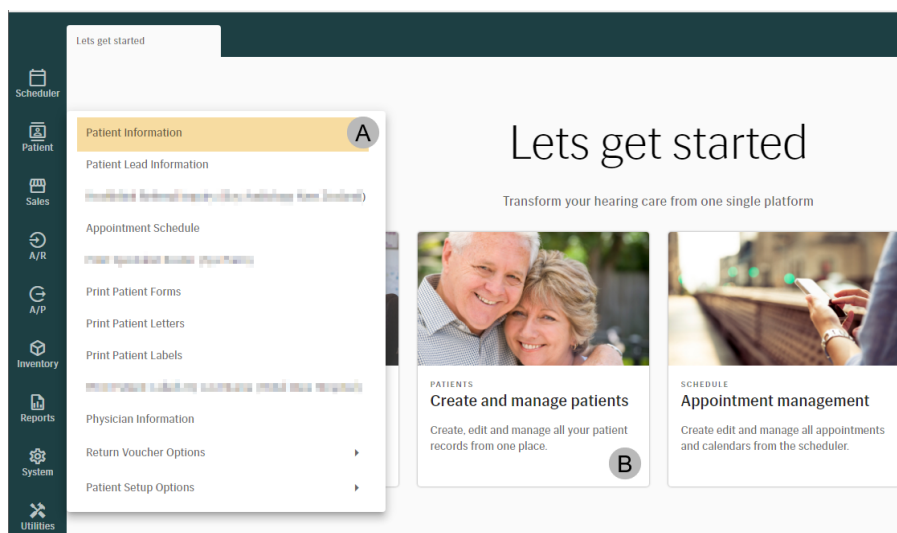 Lets get started
Scheduler
Patient
Sales
A/R
A/P
Inventory
Reports
System
Utilities
Patient Information
A
Patient Lead Information
Appointment Schedule
Print Patient Forms
Print Patient Letters
Print Patient Labels
Physician Information
Return Voucher Options
Patient Setup Options
Lets get started
Transform your hearing care from one single platform
PATIENTS
Create and manage patients
Create, edit and manage all your patient
records from one place.
B
SCHEDULE
Appointment management
Create edit and manage all appointments
and calendars from the scheduler.